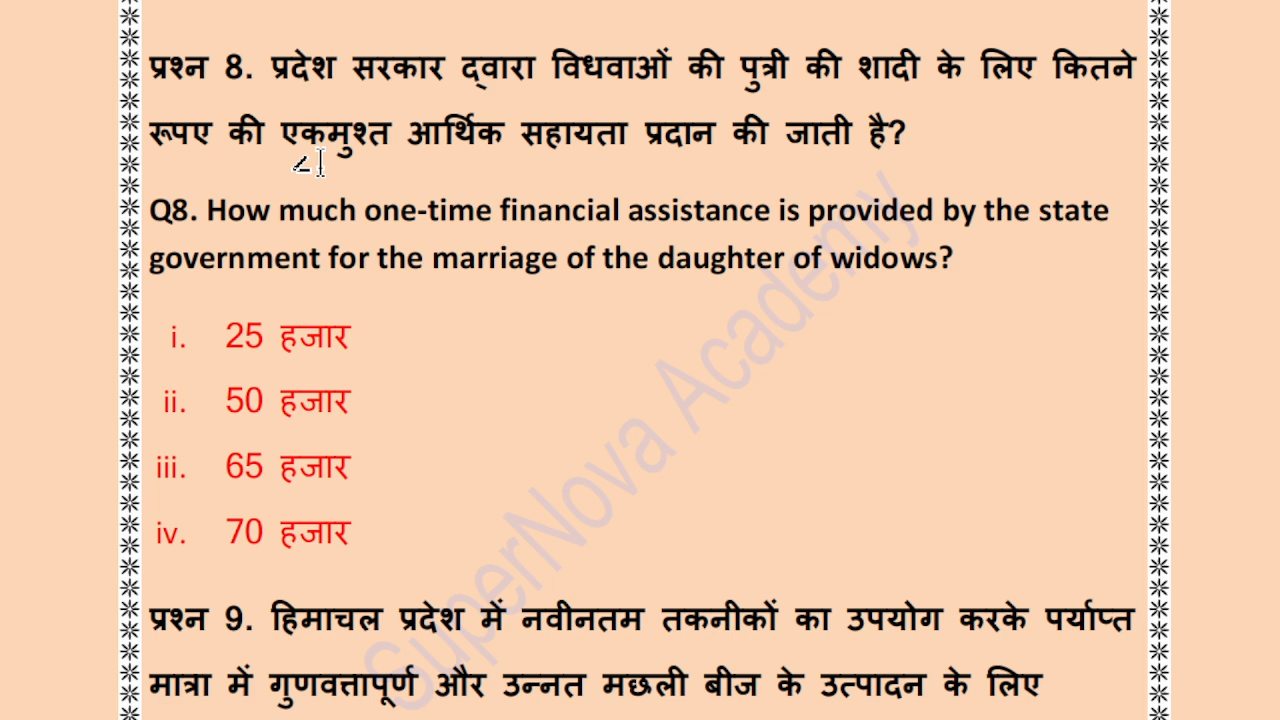 प्रश्न 8. प्रदेश सरकार द्वारा विधवाओं की पुत्री की शादी के लिए कितने
रूपए की एकमुश्त आर्थिक सहायता प्रदान की जाती है?
Q8. How much one-time financial assistance is provided by the state
government for the marriage of the daughter of widows?
i. 25 हजार
ii. 50 हजार
iii. 65 हजार
iv. 70 हजार
प्रश्न 9. हिमाचल प्रदेश में नवीनतम तकनीकों का उपयोग करके पर्याप्त
मात्रा में गुणवत्तापूर्ण और उन्नत मछली बीज के उत्पादन के लिए
SuperNova Academy